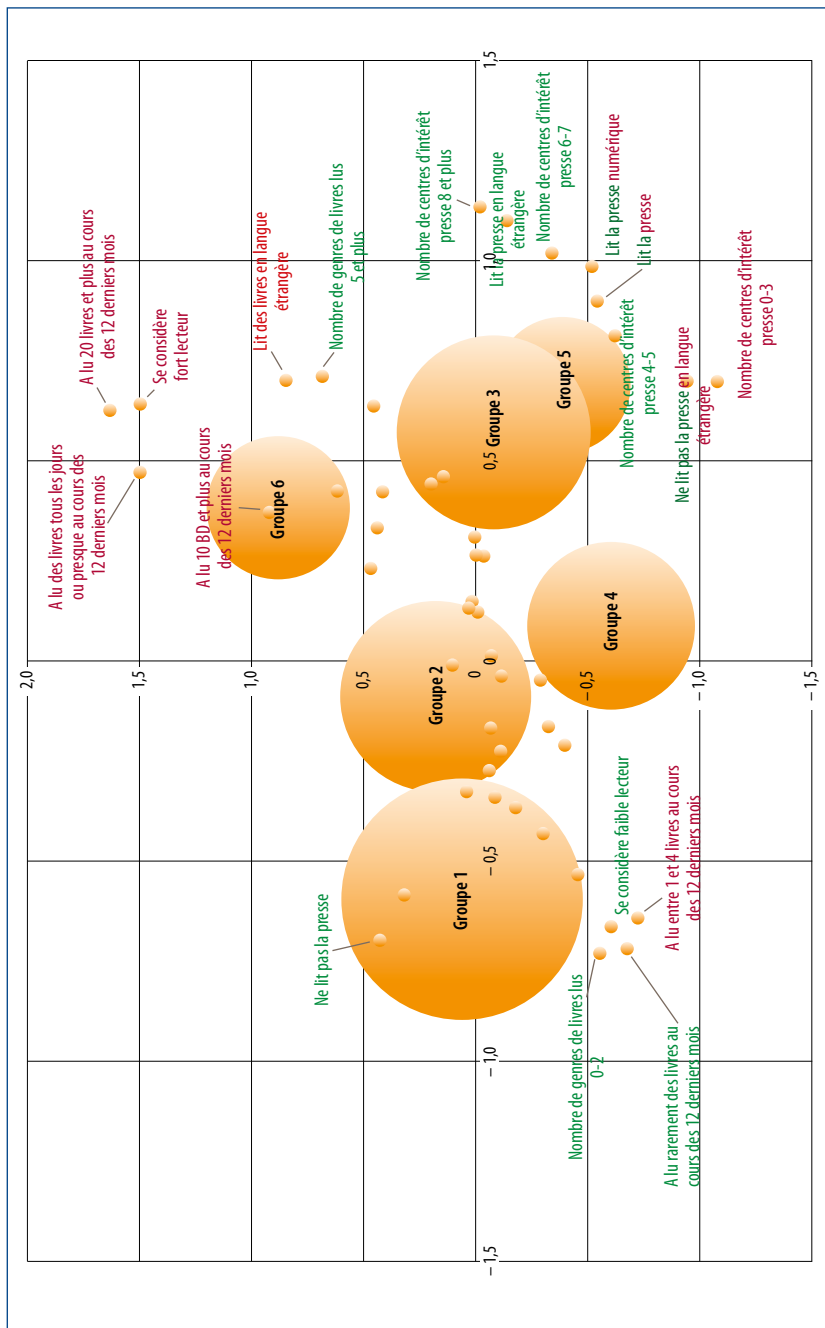 2,0
1,5
1,0
0,5
0
– 0,5
– 1,0
– 1,5
– 1,5
– 1,0
– 0,5
0
0,5
1,0
1,5
A lu 20 livres et plus au cours
des 12 derniers mois
Se considère
fort lecteur
A lu des livres tous les jours
ou presque au cours des
12 derniers mois
Lit des livres en langue
étrangère
Nombre de genres de livres lus
5 et plus
A lu 10 BD et plus au cours
des 12 derniers mois
Groupe 6
Nombre de centres d'intérêt
presse 8 et plus
Lit la presse en langue
étrangère
Nombre de centres d'intérêt
presse 6-7
Lit la presse numérique
Lit la presse
Nombre de centres d'intérêt
presse 4-5
Ne lit pas la presse en langue
étrangère
Nombre de centres d'intérêt
presse 0-3
Groupe 3
Groupe 5
Groupe 4
Groupe 2
Groupe 1
Ne lit pas la presse
Nombre de genres de livres lus
0-2
Se considère faible lecteur
A lu entre 1 et 4 livres au cours
des 12 derniers mois
A lu rarement des livres au
cours des 12 derniers mois